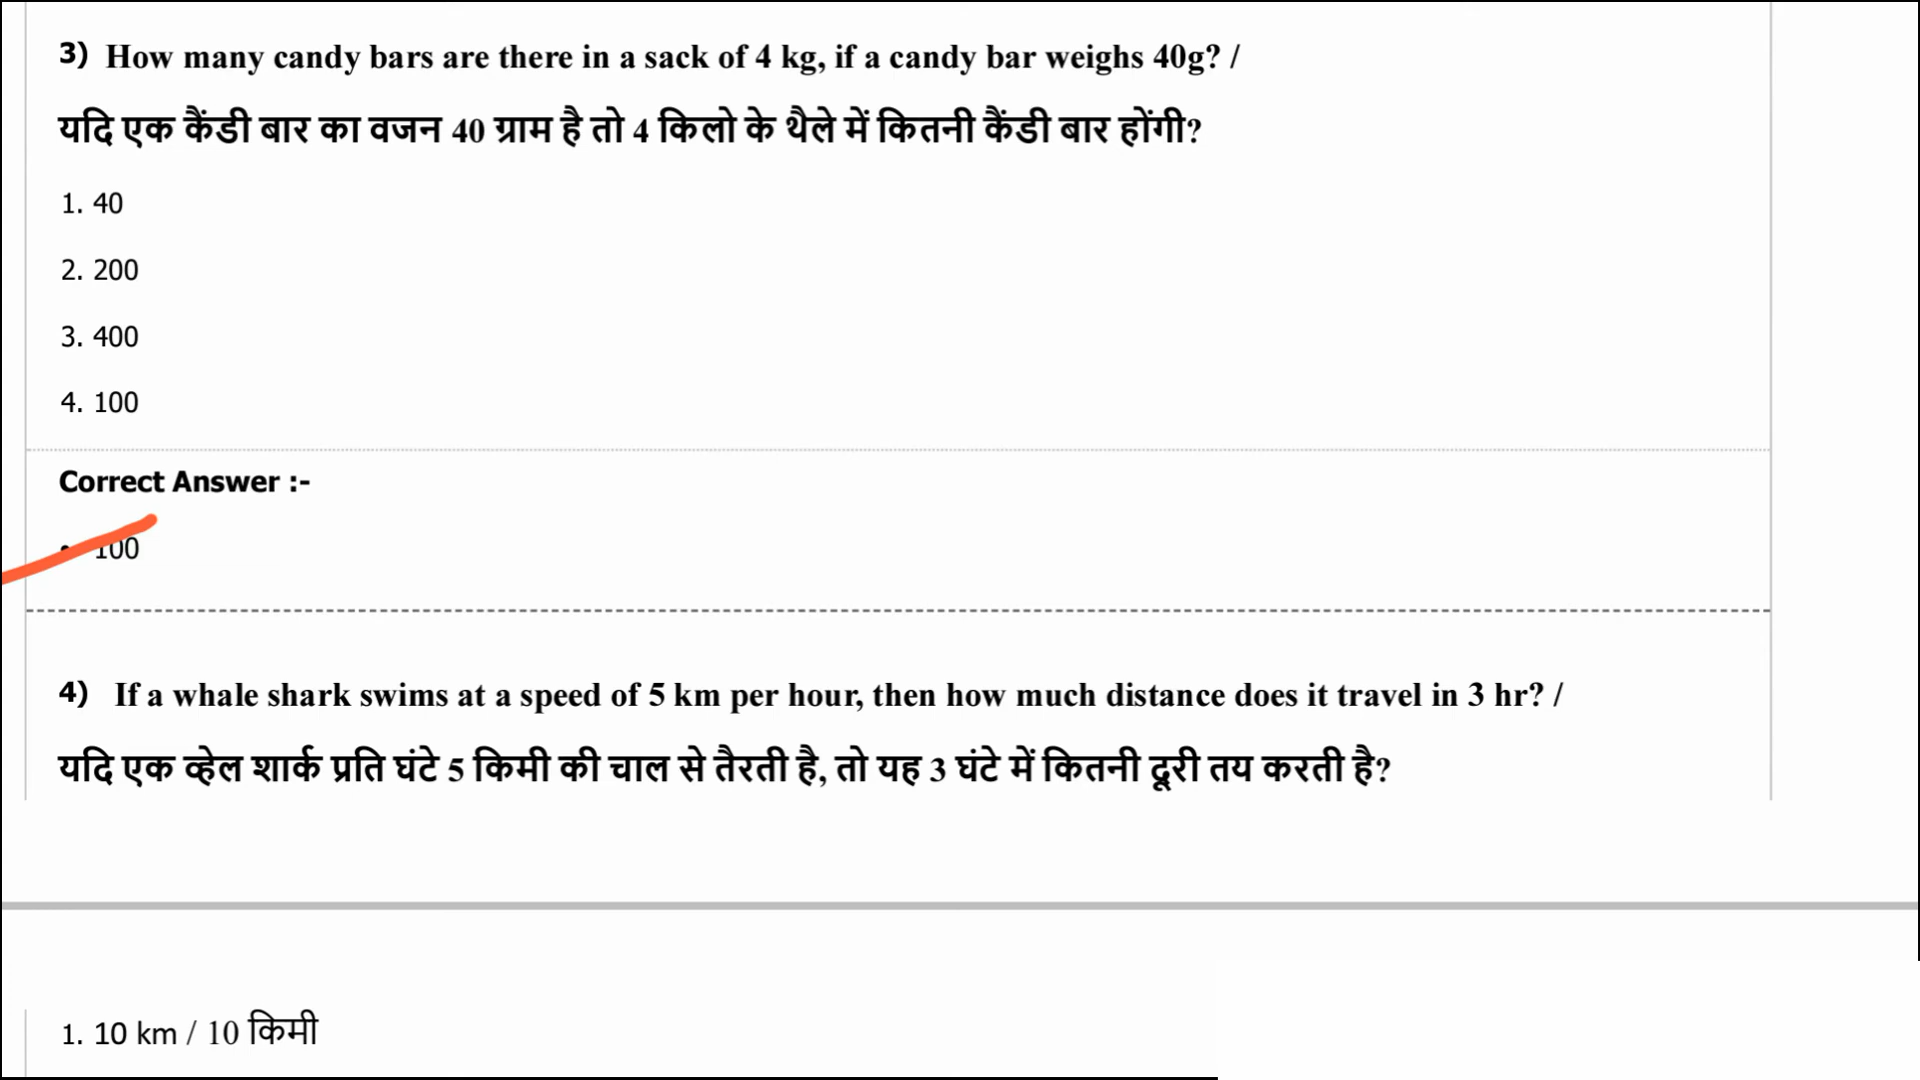 3) How many candy bars are there in a sack of 4 kg, if a candy bar weighs 40g? /
यदि एक कैंडी बार का वजन 40 ग्राम है तो 4 किलो के थैले में कितनी कैंडी बार होंगी?
1. 40
2. 200
3. 400
4. 100
Correct Answer :-
• 100
4) If a whale shark swims at a speed of 5 km per hour, then how much distance does it travel in 3 hr? /
यदि एक व्हेल शार्क प्रति घंटे 5 किमी की चाल से तैरती है, तो यह 3 घंटे में कितनी दूरी तय करती है?
1. 10 km / 10 किमी